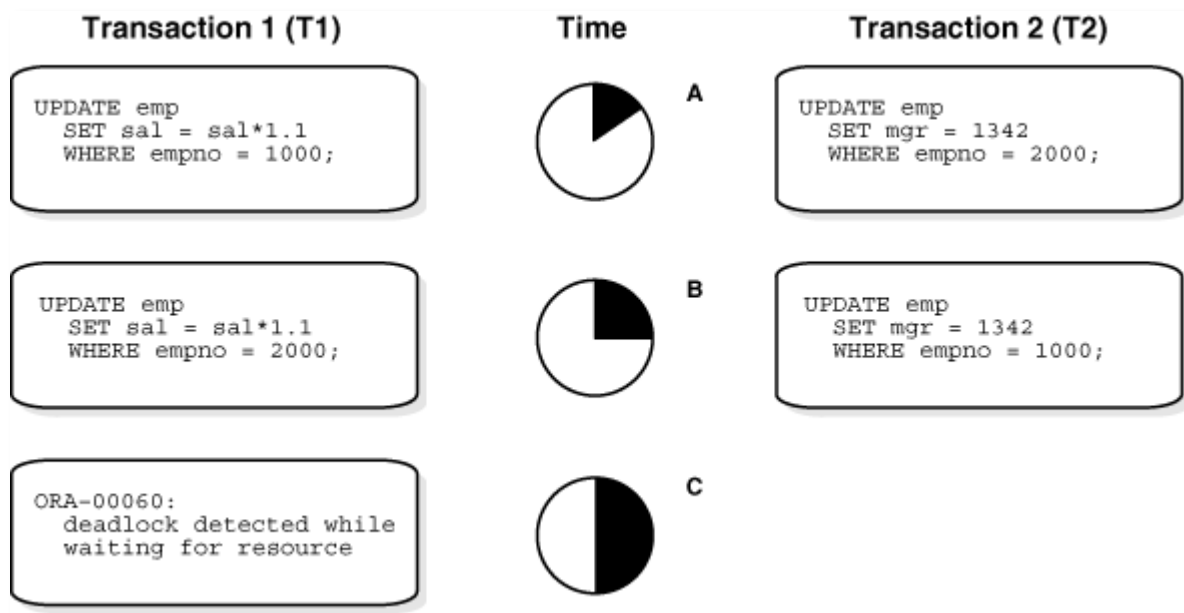 Transaction 1 (T1)
Time
Transaction 2 (T2)
UPDATE emp
SET sal = sal*1.1
WHERE empno = 1000;
A
UPDATE emp
SET mgr = 1342
WHERE empno = 2000;
UPDATE emp
SET sal = sal*1.1
WHERE empno = 2000;
B
UPDATE emp
SET mgr = 1342
WHERE empno = 1000;
ORA-00060:
deadlock detected while
waiting for resource
C